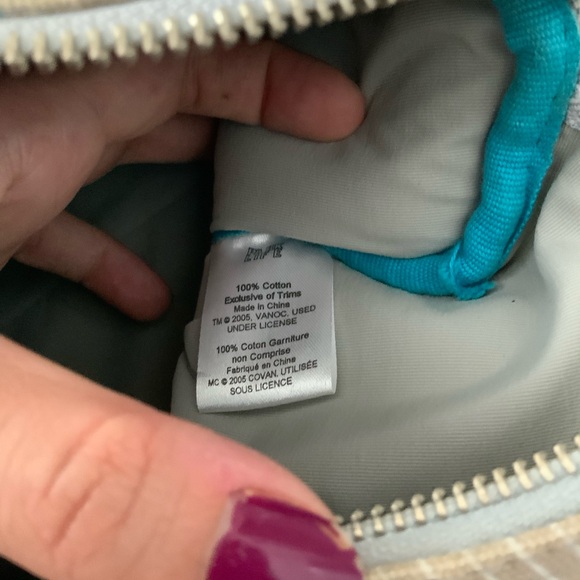 100% Cotton
Exclusive of Trims
Made in China
TM © 2005, VANOC, USED
UNDER LICENSE
100% Coton Garniture
non Comprise
Fabriqué en Chine
MC © 2005 COVAN, UTILISÉE
SOUS LICENCE